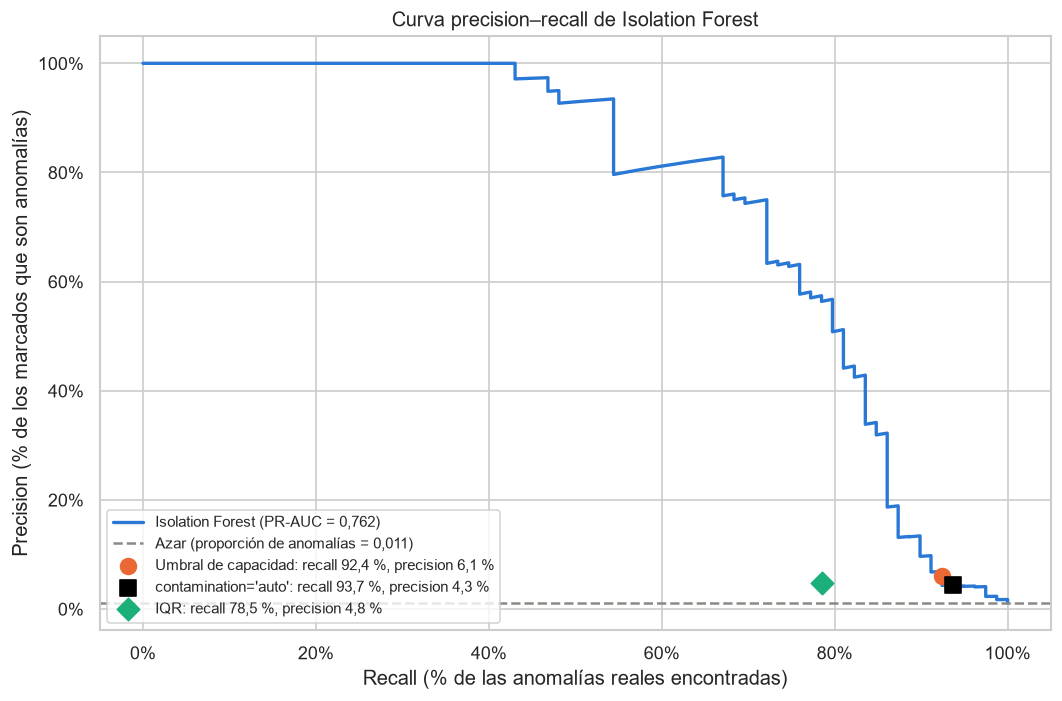 Curva precision–recall de Isolation Forest
Precision (% de los marcados que son anomalías)
100%
80%
60%
40%
20%
0%
Isolation Forest (PR-AUC = 0,762)
Azar (proporción de anomalías = 0,011)
Umbral de capacidad: recall 92,4 %, precision 6,1 %
contamination='auto': recall 93,7 %, precision 4,3 %
IQR: recall 78,5 %, precision 4,8 %
0%
20%
40%
60%
80%
100%
Recall (% de las anomalías reales encontradas)